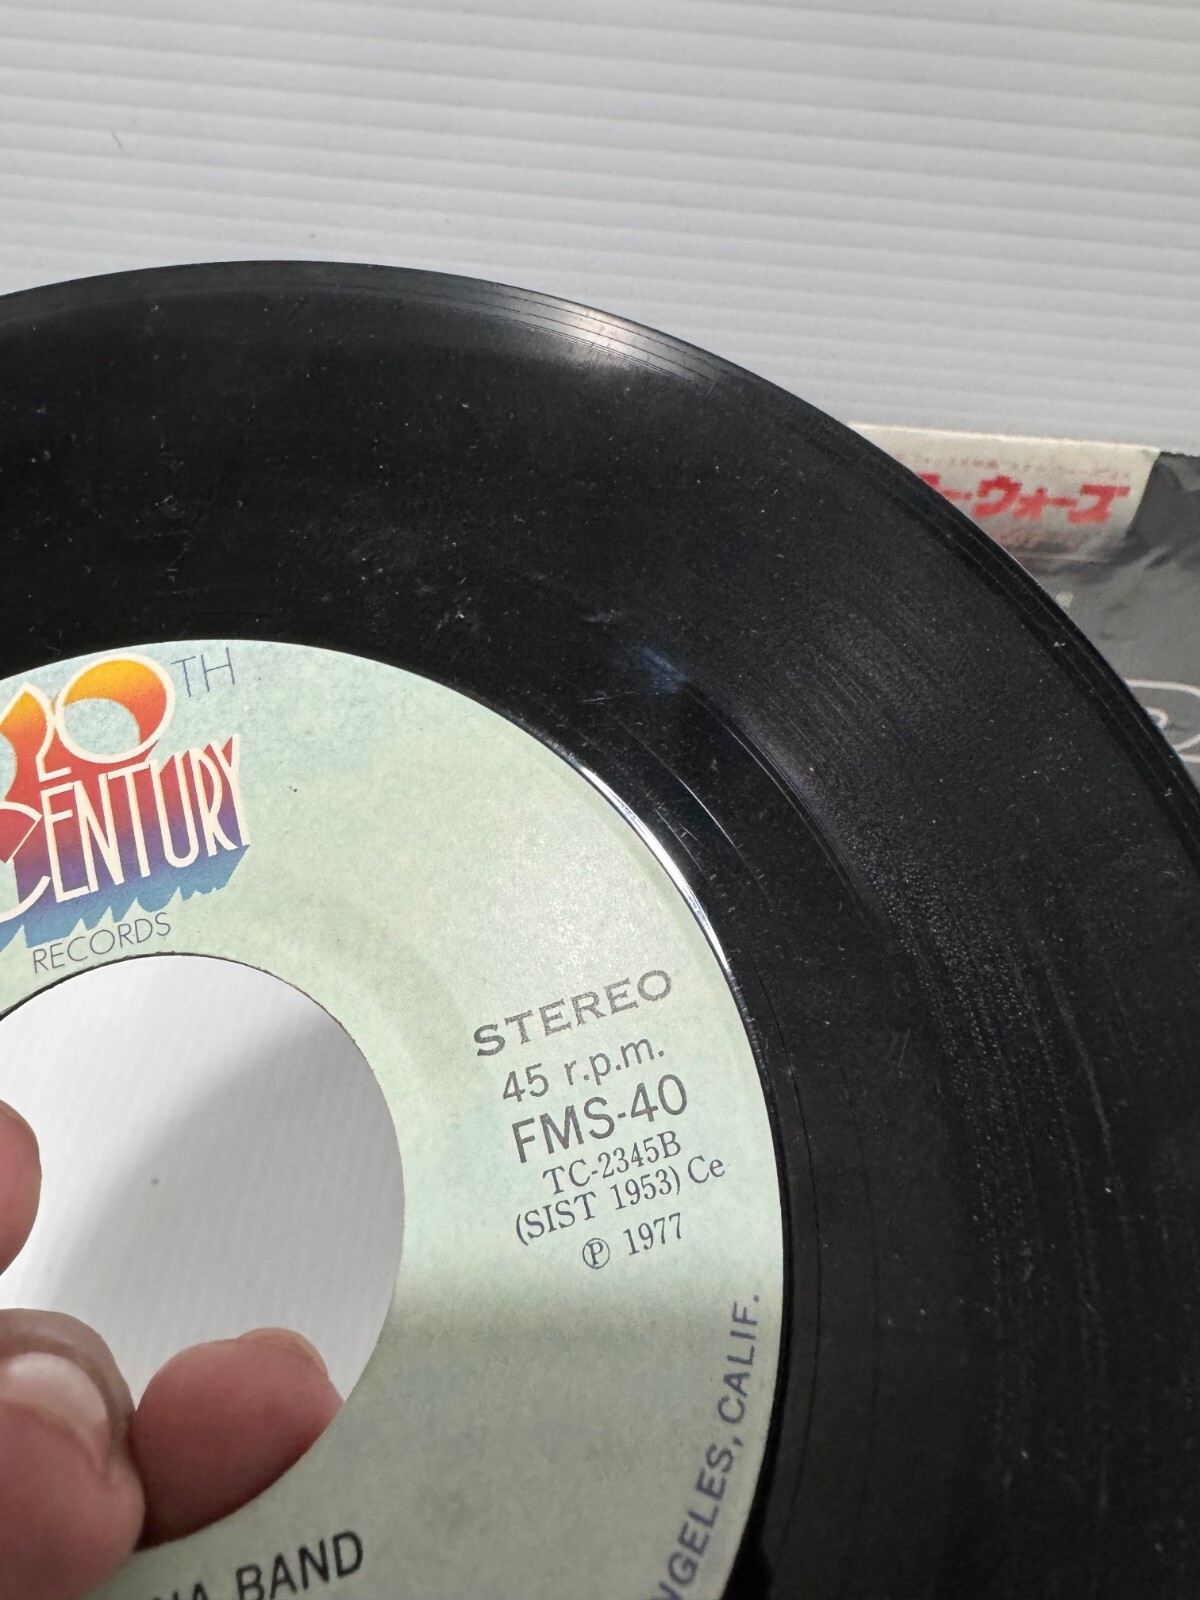 20TH
CENTURY
RECORDS
STEREO
45 r.p.m.
FMS-40
TC-2345B
(SIST 1953) Ce
Ⓟ 1977
NGELES, CALIF.
NA BAND
ー・ウォーズ